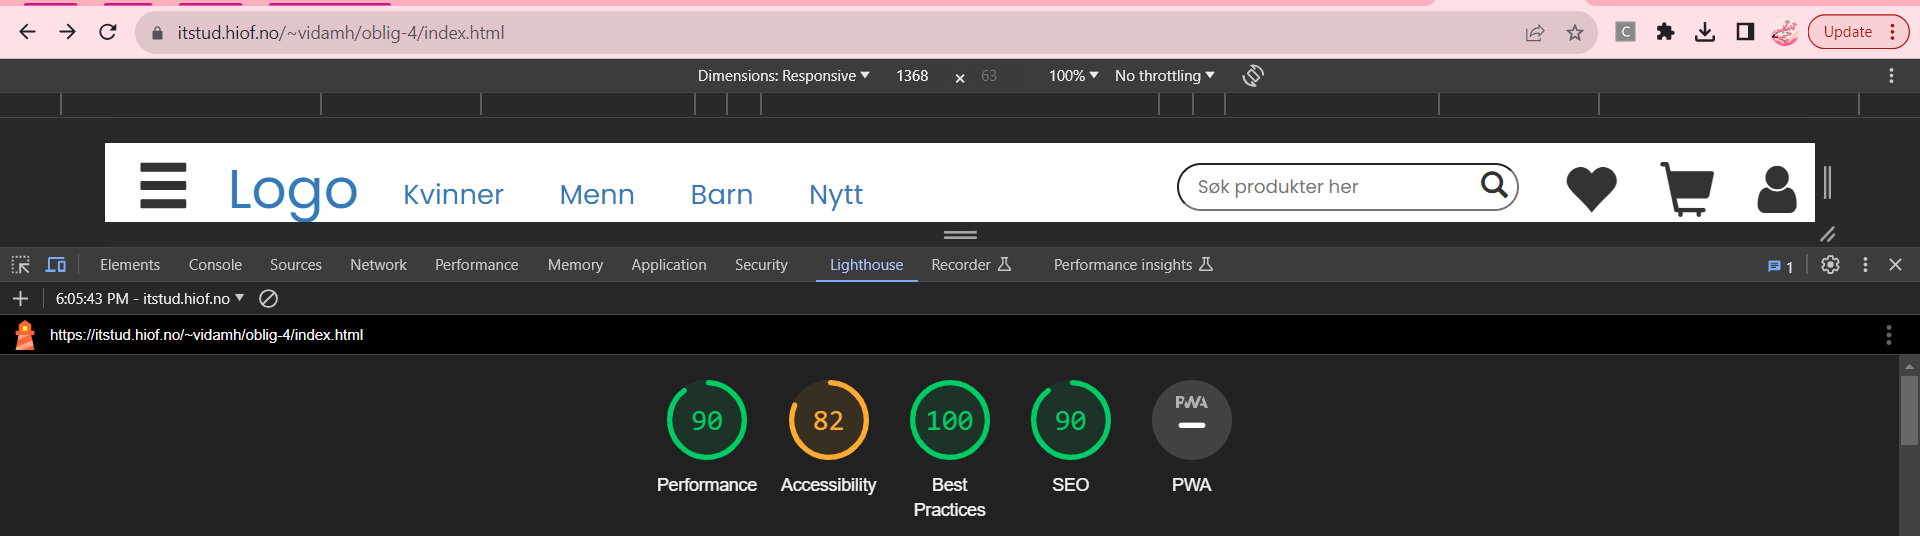 itstud.hiof.no/~vidamh/oblig-4/index.html
C
Update
Dimensions: Responsive 1368 × 63 100% No throttling
Logo Kvinner Menn Barn Nytt Søk produkter her
Elements Console Sources Network Performance Memory Application Security Lighthouse Recorder Performance insights 1
6:05:43 PM - itstud.hiof.no
https://itstud.hiof.no/~vidamh/oblig-4/index.html
90 82 100 90 PWA
Performance Accessibility Best Practices SEO PWA